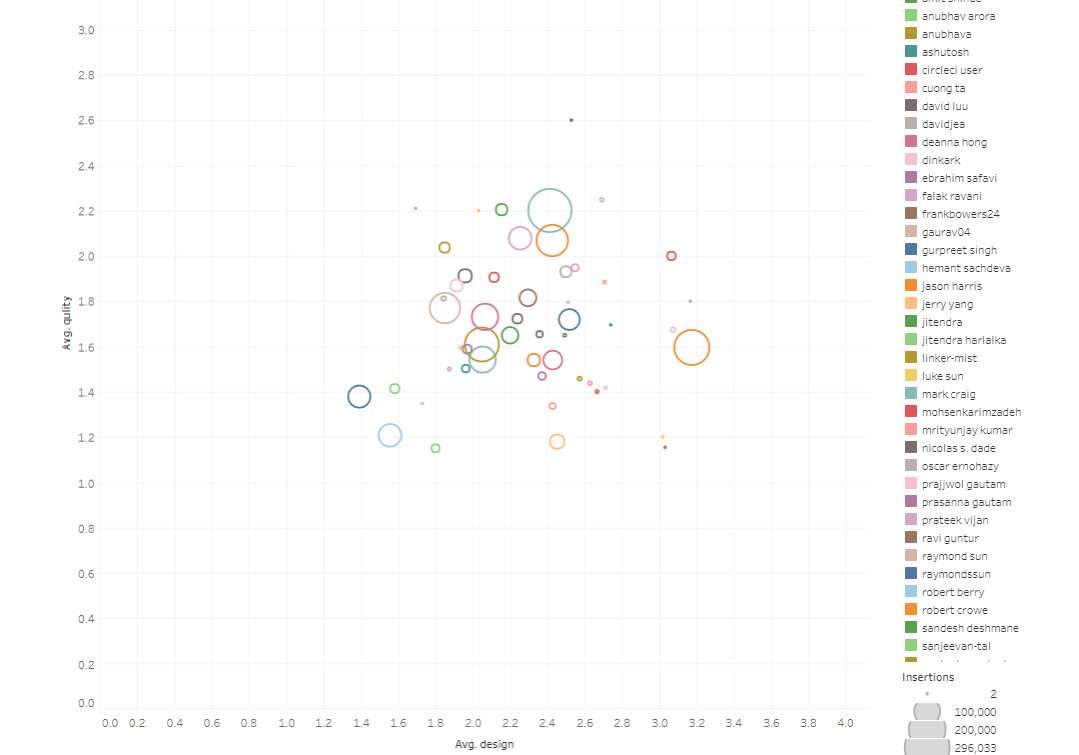 anubhav arora
anubhava
ashutosh
circleci user
cuong ta
david luu
davidjea
deanna hong
dinkark
ebrahim safavi
falak ravani
frankbowers24
gaurav04
gurpreet singh
hemant sachdeva
jason harris
jerry yang
jitendra
jitendra harlalka
linker-mist
luke sun
mark craig
mohsenkarimzadeh
mrityunjay kumar
nicolas s. dade
oscar ernohazy
prajjwol gautam
prasanna gautam
prateek vijan
ravi guntur
raymond sun
raymondssun
robert berry
robert crowe
sandesh deshmane
sanjeevan-tal
Insertions
2
100,000
200,000
296,033
3.0
2.8
2.6
2.4
2.2
2.0
1.8
1.6
1.4
1.2
1.0
0.8
0.6
0.4
0.2
0.0
Avg. qulity
0.0 0.2 0.4 0.6 0.8 1.0 1.2 1.4 1.6 1.8 2.0 2.2 2.4 2.6 2.8 3.0 3.2 3.4 3.6 3.8 4.0
Avg. design